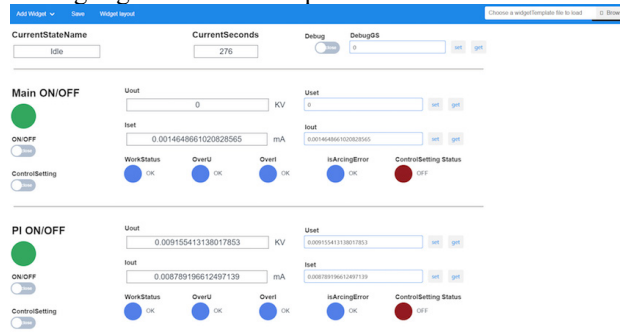 Add Widget Save Widget layout Choose a widgetTemplate file to load Brow
CurrentStateName CurrentSeconds Debug DebugGS
Idle 276 0 set get
Main ON/OFF Uout Uset
0 KV 0 set get
Iset Iout
0.0014648661020828565 mA 0.0014648661020828565 set get
ON/OFF
WorkStatus OverU OverI isArcingError ControlSetting Status
OK OK OK OK OFF
ControlSetting
PI ON/OFF Uout Uset
0.009155413138017853 KV 0.009155413138017853 set get
Iout Iset
0.008789196612497139 mA 0.008789196612497139 set get
ON/OFF
WorkStatus OverU OverI isArcingError ControlSetting Status
OK OK OK OK OFF
ControlSetting